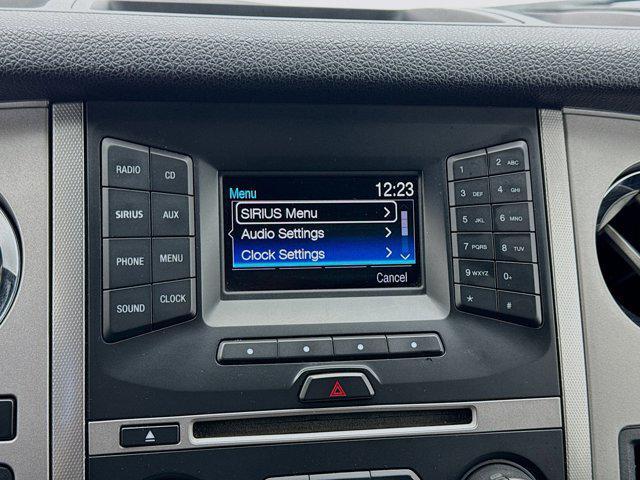 RADIO CD
SIRIUS AUX
PHONE MENU
SOUND CLOCK
Menu 12:23
SIRIUS Menu
Audio Settings
Clock Settings
Cancel
1 2 ABC
3 DEF 4 GHI
5 JKL 6 MNO
7 PQRS 8 TUV
9 WXYZ 0+
* #